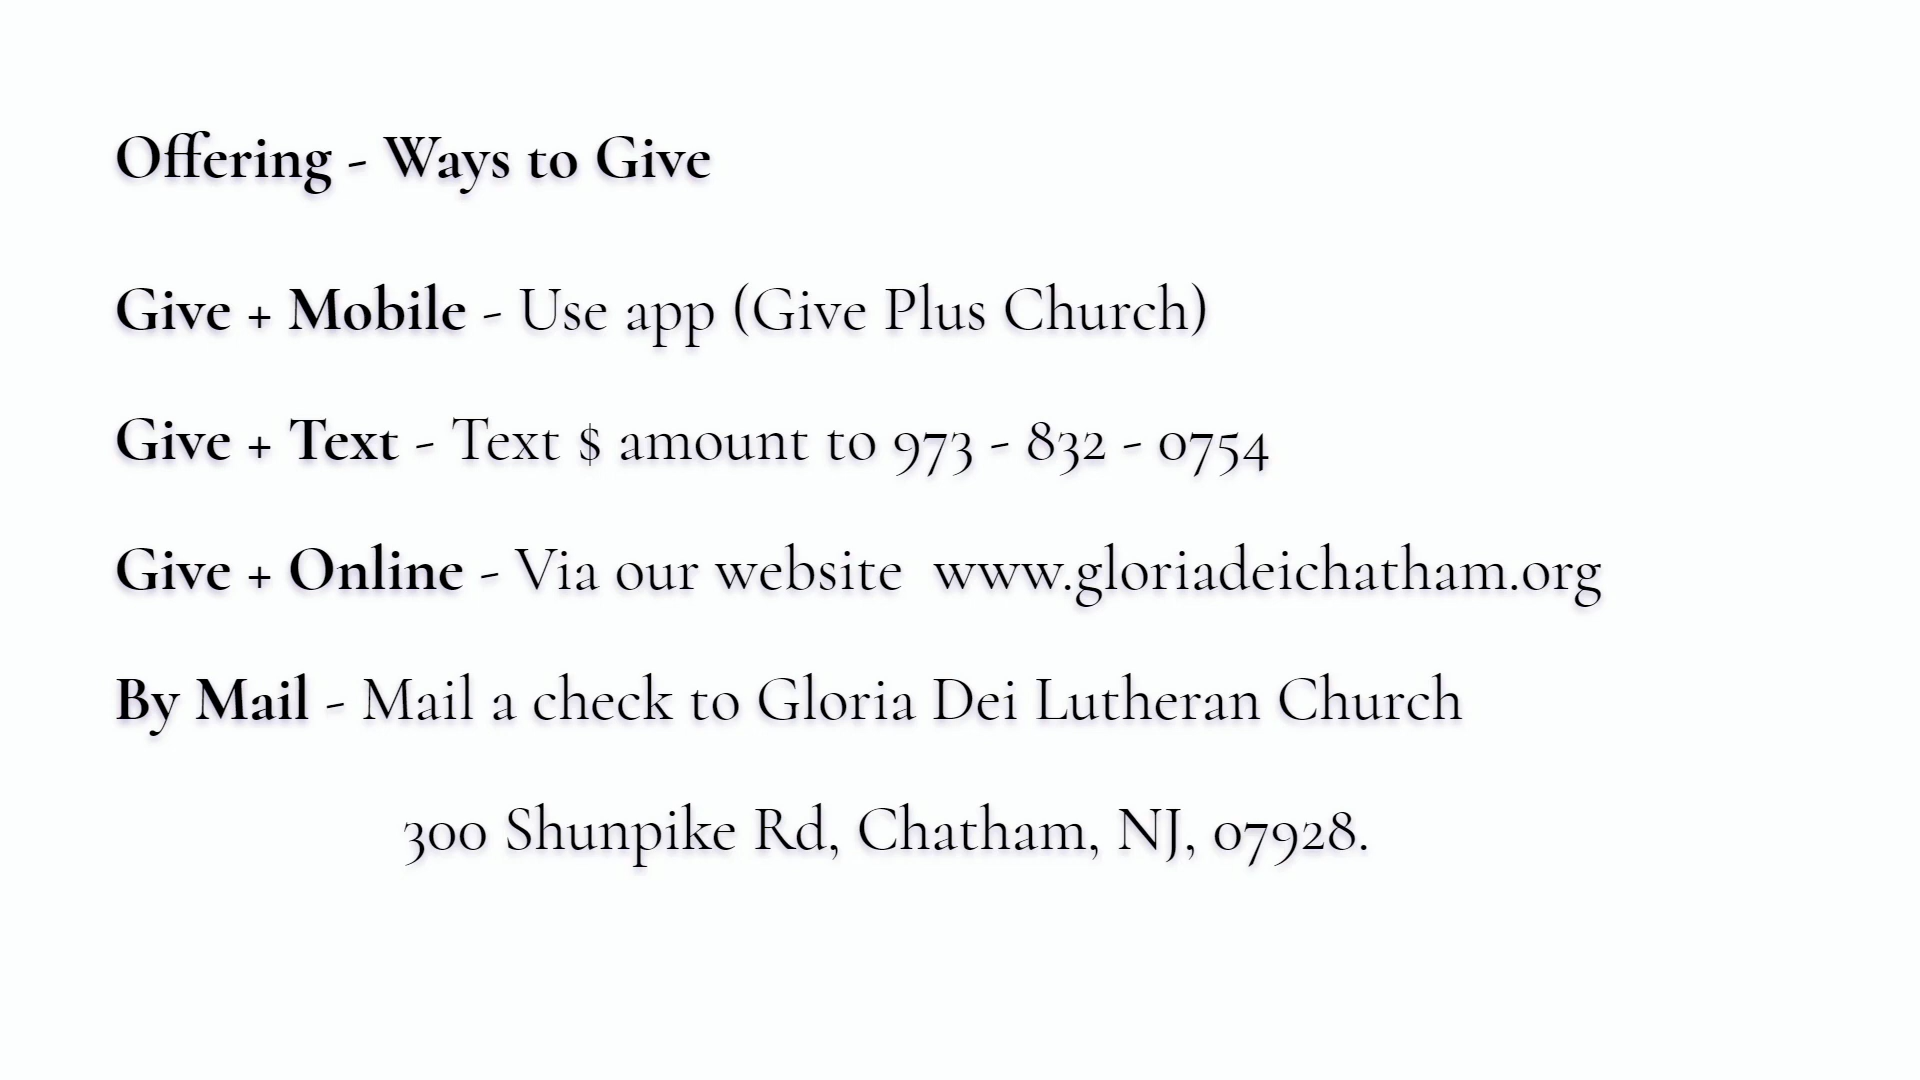 Offering - Ways to Give
Give + Mobile - Use app (Give Plus Church)
Give + Text - Text $ amount to 973 - 832 - 0754
Give + Online - Via our website  www.gloriadeichatham.org
By Mail - Mail a check to Gloria Dei Lutheran Church
300 Shunpike Rd, Chatham, NJ, 07928.